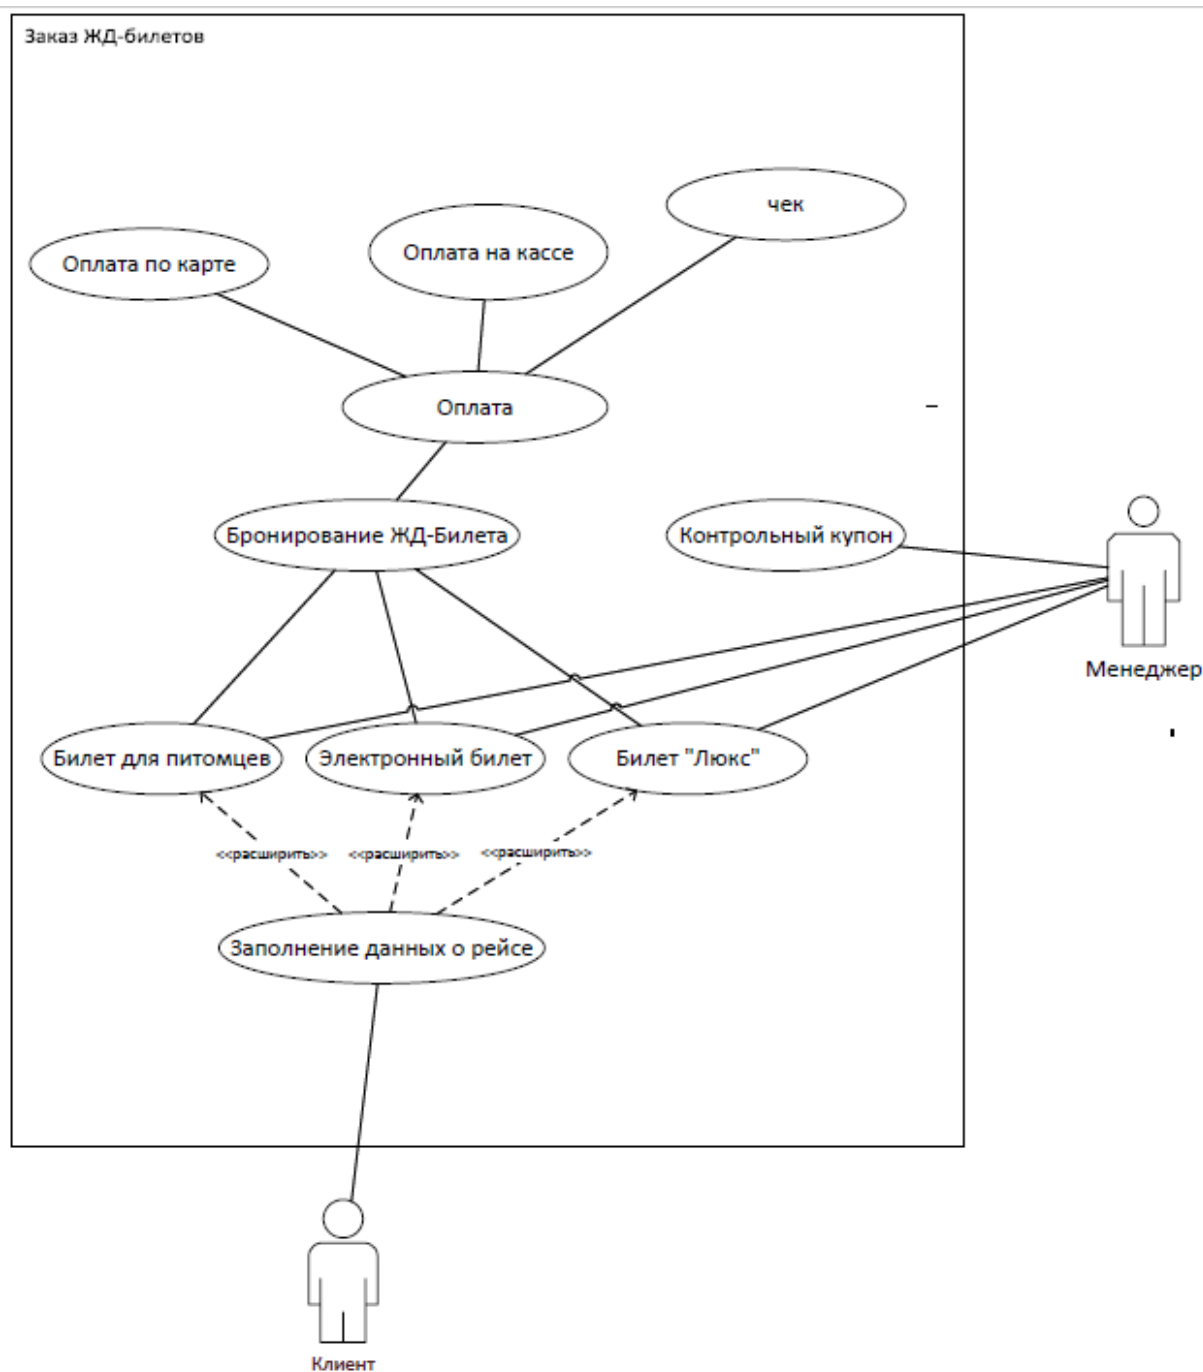 Заказ ЖД-билетов
чек
Оплата на кассе
Оплата по карте
Оплата
Бронирование ЖД-Билета
Контрольный купон
Менеджер
Билет для питомцев
Электронный билет
Билет "Люкс"
<<расширить>>
<<расширить>>
<<расширить>>
Заполнение данных о рейсе
Клиент